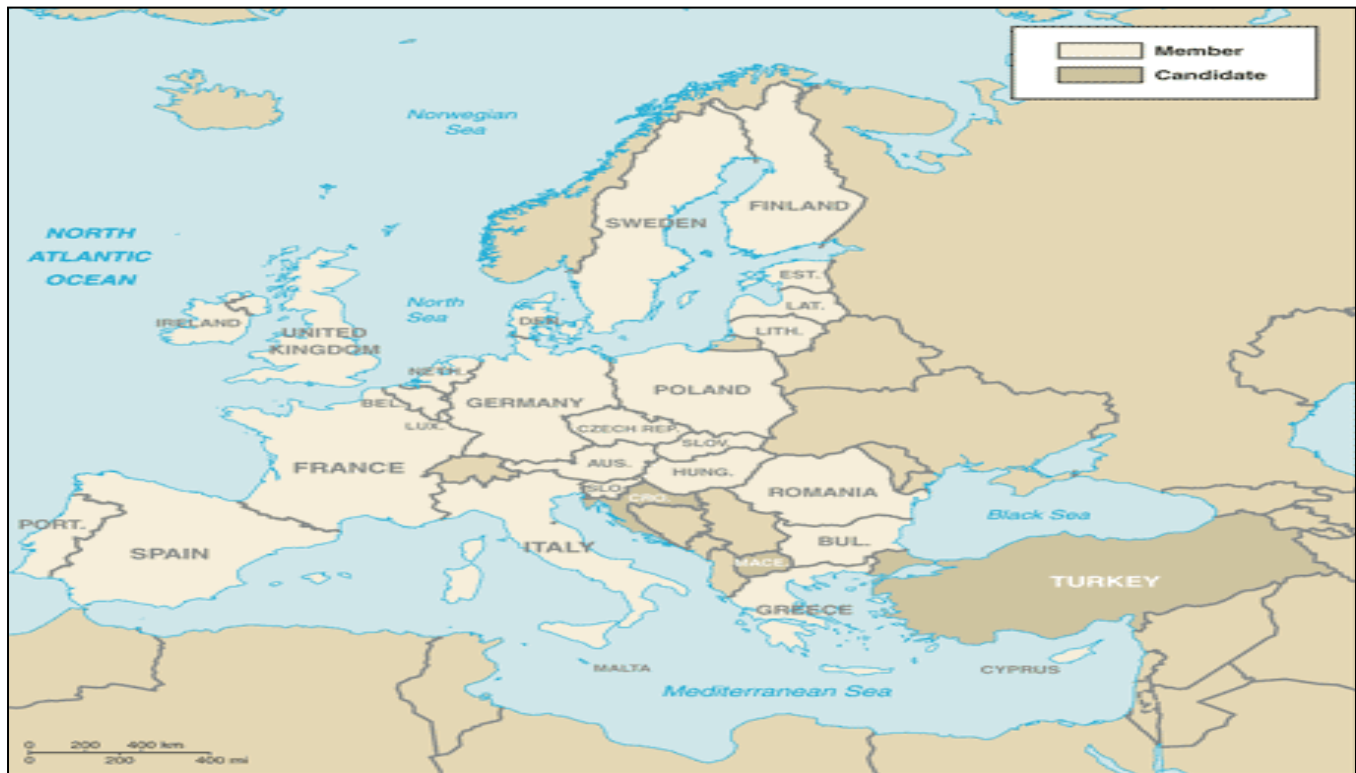 Member
Candidate
Norwegian
Sea
NORTH
ATLANTIC
OCEAN
SWEDEN
FINLAND
EST.
LAT.
LITH.
North
Sea
DEN.
IRELAND
UNITED
KINGDOM
NETH.
BEL.
LUX.
GERMANY
POLAND
CZECH REP.
SLOV.
AUS.
HUNG.
FRANCE
SLO.
CRO.
ROMANIA
BUL.
Black Sea
PORT.
SPAIN
ITALY
MACE.
TURKEY
GREECE
MALTA
CYPRUS
Mediterranean Sea
0 200 400 km
0 200 400 mi